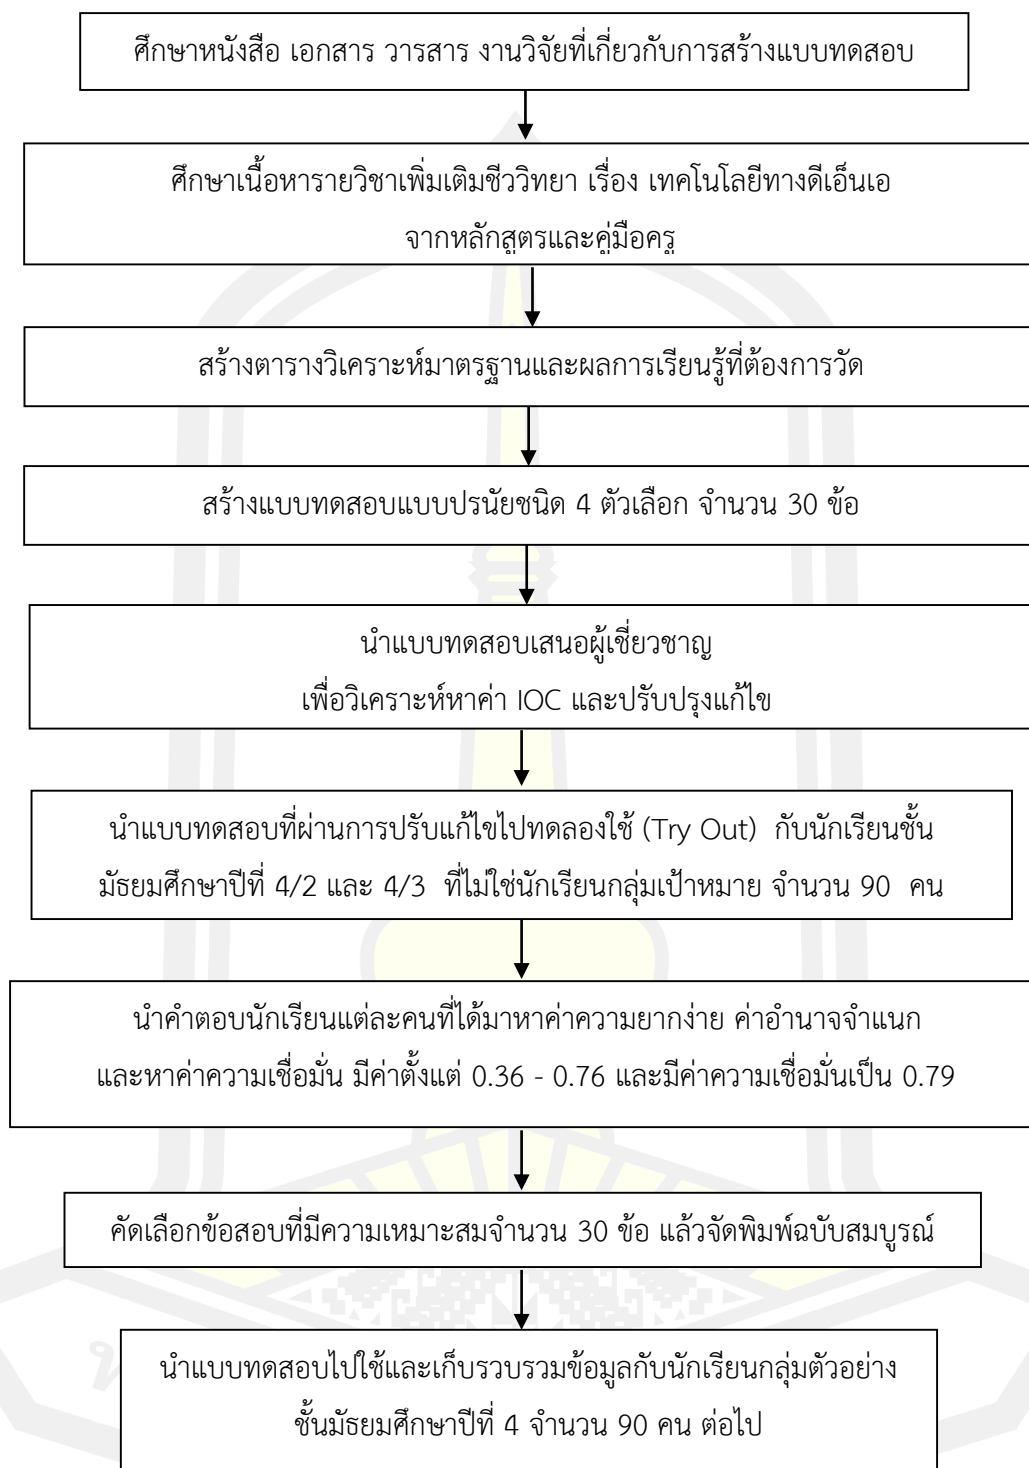 ศึกษาหนังสือ เอกสาร วารสาร งานวิจัยที่เกี่ยวกับการสร้างแบบทดสอบ
ศึกษาเนื้อหารายวิชาเพิ่มเติมชีววิทยา เรื่อง เทคโนโลยีทางดีเอ็นเอ
จากหลักสูตรและคู่มือครู
สร้างตารางวิเคราะห์มาตรฐานและผลการเรียนรู้ที่ต้องการวัด
สร้างแบบทดสอบแบบปรนัยชนิด 4 ตัวเลือก จำนวน 30 ข้อ
นำแบบทดสอบเสนอผู้เชี่ยวชาญ
เพื่อวิเคราะห์หาค่า IOC และปรับปรุงแก้ไข
นำแบบทดสอบที่ผ่านการปรับแก้ไขไปทดลองใช้ (Try Out) กับนักเรียนชั้น
มัธยมศึกษาปีที่ 4/2 และ 4/3 ที่ไม่ใช่นักเรียนกลุ่มเป้าหมาย จำนวน 90 คน
นำคำตอบนักเรียนแต่ละคนที่ได้มาหาค่าความยากง่าย ค่าอำนาจจำแนก
และหาค่าความเชื่อมั่น มีค่าตั้งแต่ 0.36 - 0.76 และมีค่าความเชื่อมั่นเป็น 0.79
คัดเลือกข้อสอบที่มีความเหมาะสมจำนวน 30 ข้อ แล้วจัดพิมพ์ฉบับสมบูรณ์
นำแบบทดสอบไปใช้และเก็บรวบรวมข้อมูลกับนักเรียนกลุ่มตัวอย่าง
ชั้นมัธยมศึกษาปีที่ 4 จำนวน 90 คน ต่อไป